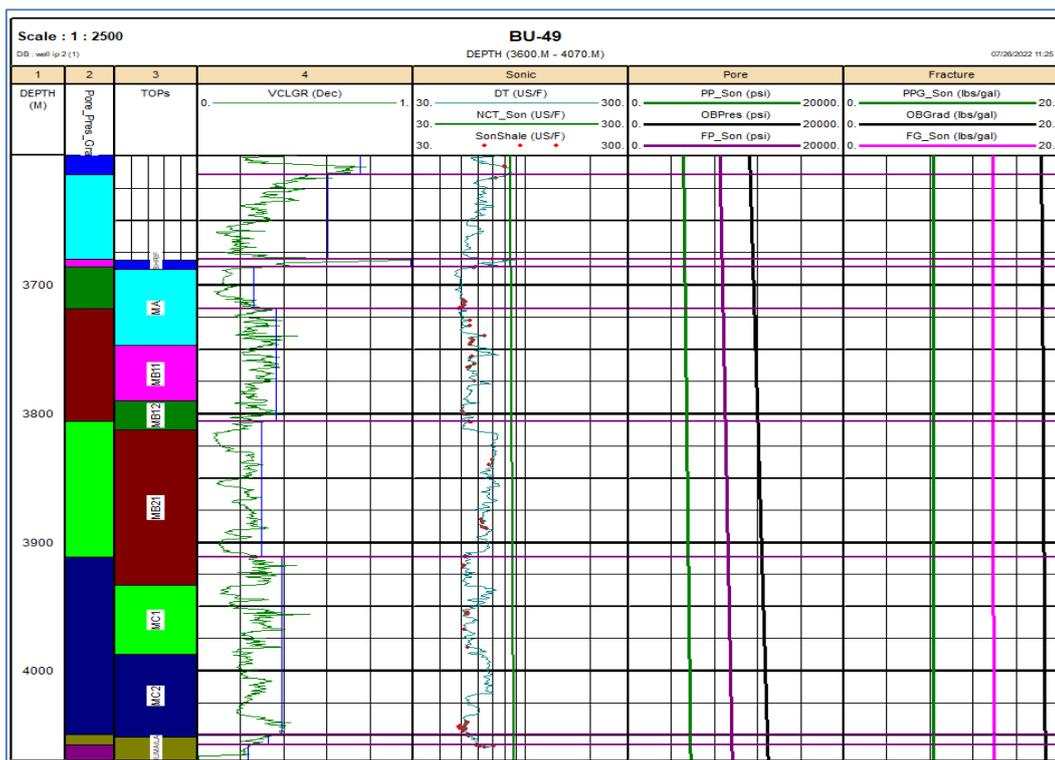 Scale : 1 : 2500
BU-49
DB : well ip 2 (1)
DEPTH (3600.M - 4070.M)
07/26/2022 11:25
1 2 3 4 Sonic Pore Fracture
DEPTH (M)
Pore_Pres_Gra
TOPs
VCLGR (Dec)
0. 1.
DT (US/F)
30. 300.
NCT_Son (US/F)
30. 300.
SonShale (US/F)
30. 300.
PP_Son (psi)
0. 20000.
OBPres (psi)
0. 20000.
FP_Son (psi)
0. 20000.
PPG_Son (lbs/gal)
0. 20.
OBGrad (lbs/gal)
0. 20.
FG_Son (lbs/gal)
0. 20.
3700
3800
3900
4000
MA
MB11
MB12
MB21
MC1
MC2